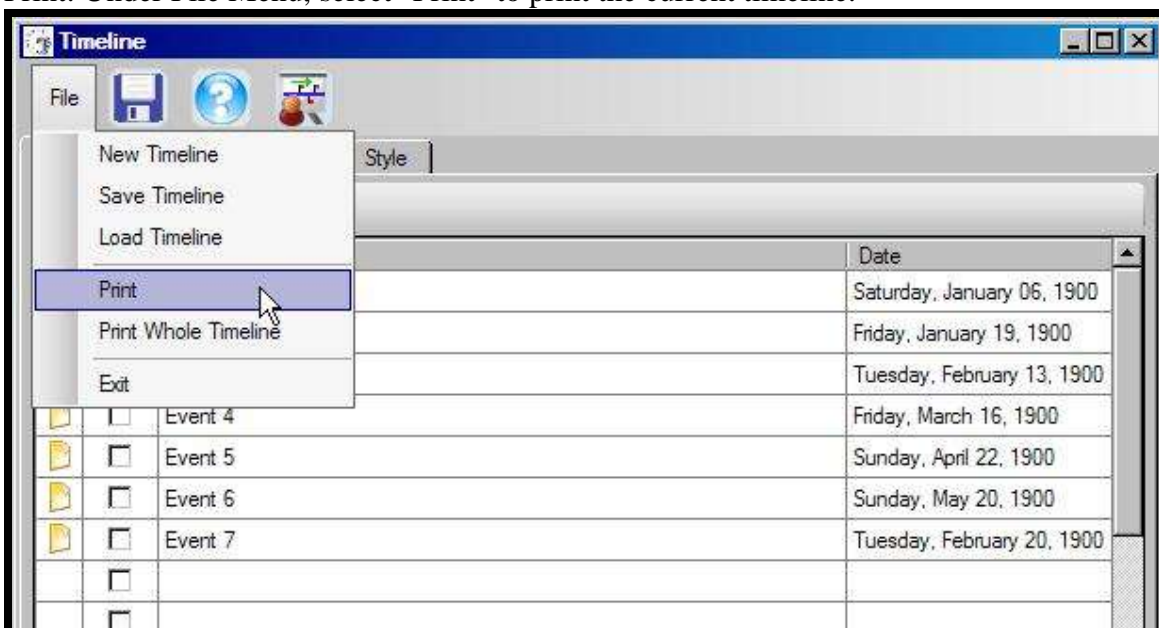 Print: Under File Menu, select "Print" to print the current timeline.
Timeline
File
New Timeline
Style
Save Timeline
Load Timeline
Date
Print
Saturday, January 06, 1900
Print Whole Timeline
Friday, January 19, 1900
Exit
Tuesday, February 13, 1900
Event 4
Friday, March 16, 1900
Event 5
Sunday, April 22, 1900
Event 6
Sunday, May 20, 1900
Event 7
Tuesday, February 20, 1900